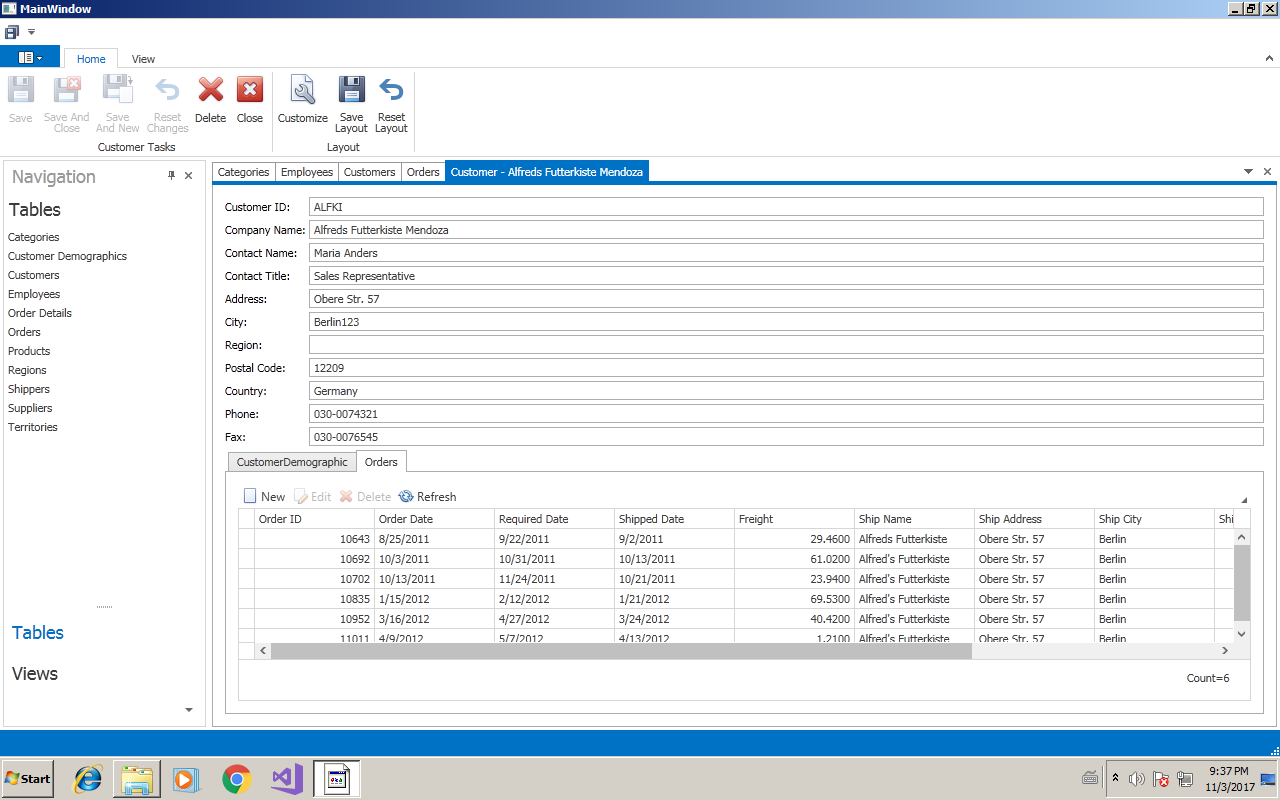 MainWindow
Home View
Save Save And Close Save And New Reset Changes Delete Close Customize Save Layout Reset Layout
Customer Tasks Layout
Navigation
Tables
Categories
Customer Demographics
Customers
Employees
Order Details
Orders
Products
Regions
Shippers
Suppliers
Territories
Tables
Views
Categories Employees Customers Orders Customer - Alfreds Futterkiste Mendoza
Customer ID: ALFKI
Company Name: Alfreds Futterkiste Mendoza
Contact Name: Maria Anders
Contact Title: Sales Representative
Address: Obere Str. 57
City: Berlin123
Region:
Postal Code: 12209
Country: Germany
Phone: 030-0074321
Fax: 030-0076545
CustomerDemographic Orders
New Edit Delete Refresh
Order ID Order Date Required Date Shipped Date Freight Ship Name Ship Address Ship City Shi
10643 8/25/2011 9/22/2011 9/2/2011 29.4600 Alfreds Futterkiste Obere Str. 57 Berlin
10692 10/3/2011 10/31/2011 10/13/2011 61.0200 Alfred's Futterkiste Obere Str. 57 Berlin
10702 10/13/2011 11/24/2011 10/21/2011 23.9400 Alfred's Futterkiste Obere Str. 57 Berlin
10835 1/15/2012 2/12/2012 1/21/2012 69.5300 Alfred's Futterkiste Obere Str. 57 Berlin
10952 3/16/2012 4/27/2012 3/24/2012 40.4200 Alfred's Futterkiste Obere Str. 57 Berlin
11011 4/9/2012 5/7/2012 4/13/2012 1.2100 Alfred's Futterkiste Obere Str. 57 Berlin
Count=6
Start
9:37 PM
11/3/2017